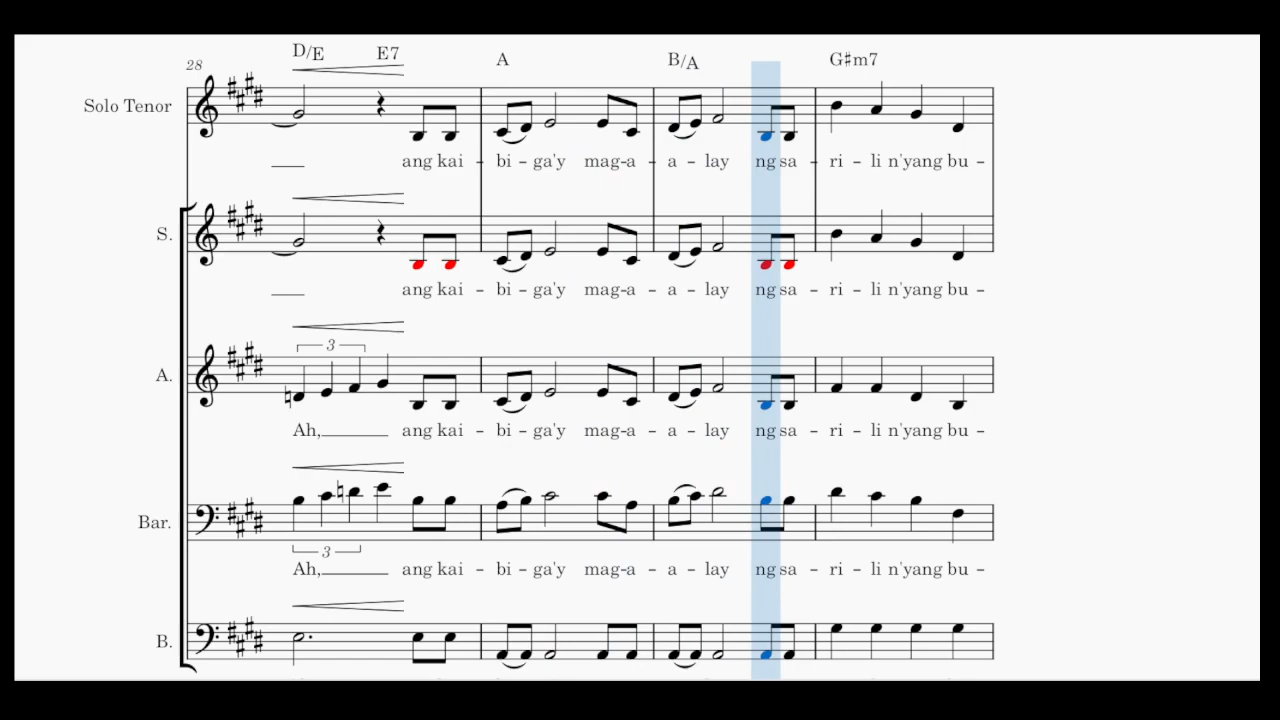 D/E E7 A B/A G♯m7
28
Solo Tenor
ang kai - bi - ga'y mag-a - a - lay ng sa - ri - li n'yang bu -
S.
ang kai - bi - ga'y mag-a - a - lay ng sa - ri - li n'yang bu -
3
A.
Ah, ang kai - bi - ga'y mag-a - a - lay ng sa - ri - li n'yang bu -
Bar.
3
Ah, ang kai - bi - ga'y mag-a - a - lay ng sa - ri - li n'yang bu -
B.